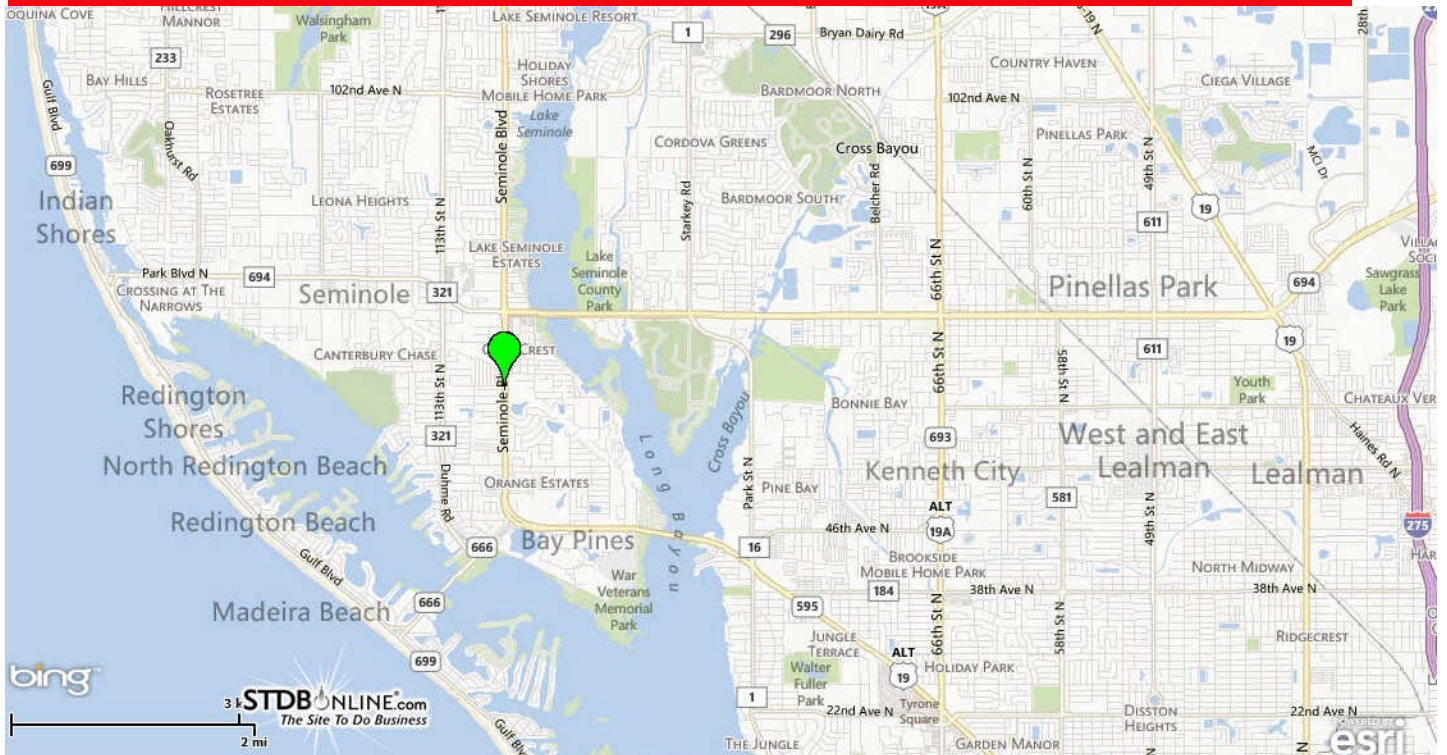 OQUINA COVE
HILLCREST
MANNOR
Walsingham
Park
LAKE SEMINOLE RESORT
1
296
Bryan Dairy Rd
19A
28th
233
BAY HILLS
ROSETREE
ESTATES
102nd Ave N
HOLIDAY
SHORES
MOBILE HOME PARK
Lake
Seminole
Seminole Blvd
BARDMOOR NORTH
COUNTRY HAVEN
CIEGA VILLAGE
102nd Ave N
PINELLAS PARK
Gulf Blvd
Oakhurst Rd
CORDOVA GREENS
Cross Bayou
49th St N
MCI Dr
699
Indian
Shores
LEONA HEIGHTS
113th St N
Starkey Rd
BARDMOOR SOUTH
Belcher Rd
60th St N
611
19
LAKE SEMINOLE
ESTATES
Lake
Seminole
County
Park
66th St N
Park Blvd N
694
CROSSING AT THE
NARROWS
Seminole
321
Pinellas Park
694
Sawgrass
Lake
Park
CANTERBURY CHASE
CREST
611
19
113th St N
Seminole
66th St N
58th St N
Youth
Park
Redington
Shores
BONNIE BAY
CHATEAUX VER
321
693
West and East
Lealman
Haines Rd N
North Redington Beach
Long Bayou
Cross Bayou
Kenneth City
Lealman
Duhme Rd
ORANGE ESTATES
Park St N
PINE BAY
581
ALT
19A
49th St N
Redington Beach
46th Ave N
275
666
Bay Pines
16
BROOKSIDE
MOBILE HOME PARK
NORTH MIDWAY
HAR
Gulf Blvd
War
Veterans
Memorial
Park
184
38th Ave N
38th Ave N
666
Madeira Beach
595
66th St N
58th St N
JUNGLE
TERRACE
ALT
19
HOLIDAY PARK
RIDGECREST
699
Walter
Fuller
Park
bing
STDBONLINE.com
The Site To Do Business
1
22nd Ave N
Tyrone
Square
DISSTON
HEIGHTS
22nd Ave N
2 mi
Gulf
THE JUNGLE
GARDEN MANOR
POWERED BY
esri